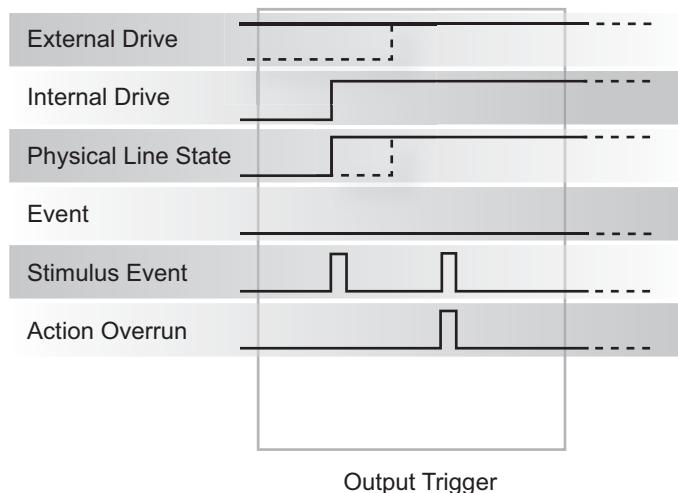 External Drive
Internal Drive
Physical Line State
Event
Stimulus Event
Action Overrun
Output Trigger